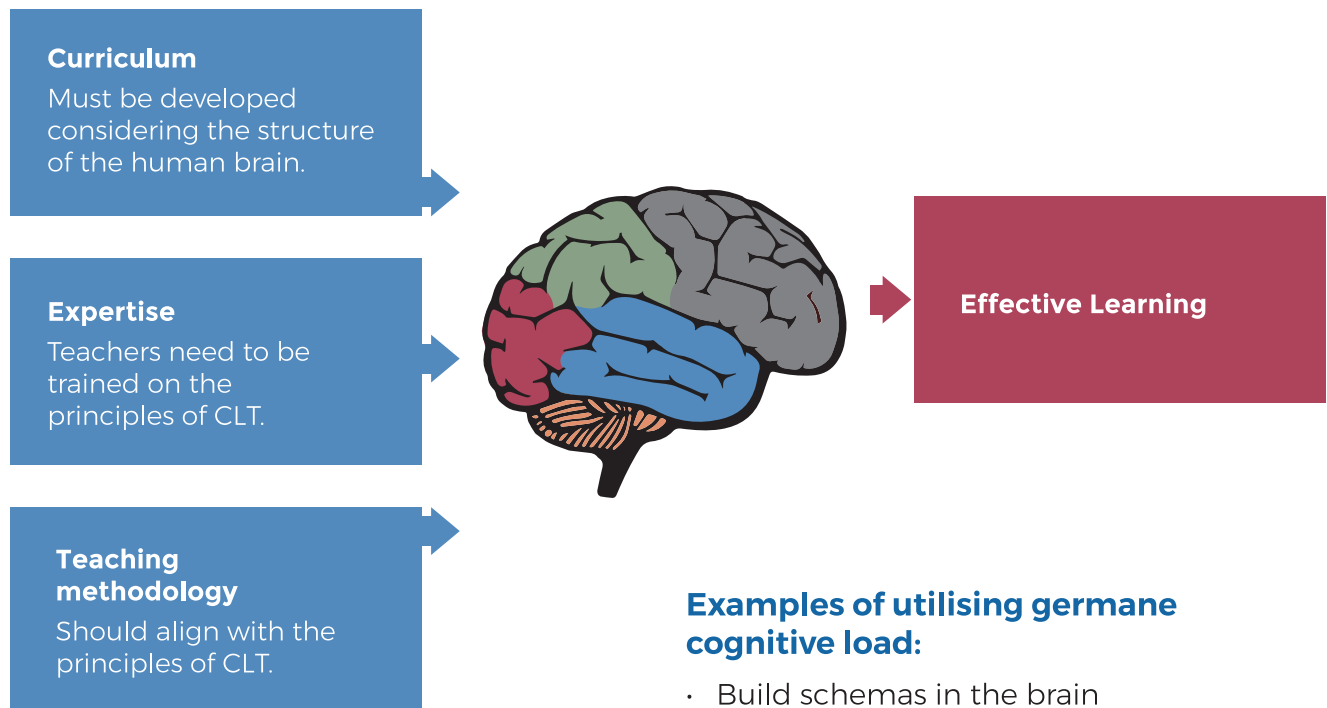 Curriculum
Must be developed
considering the structure
of the human brain.
Expertise
Teachers need to be
trained on the
principles of CLT.
Teaching
methodology
Should align with the
principles of CLT.
Effective Learning
Examples of utilising germane
cognitive load:
· Build schemas in the brain